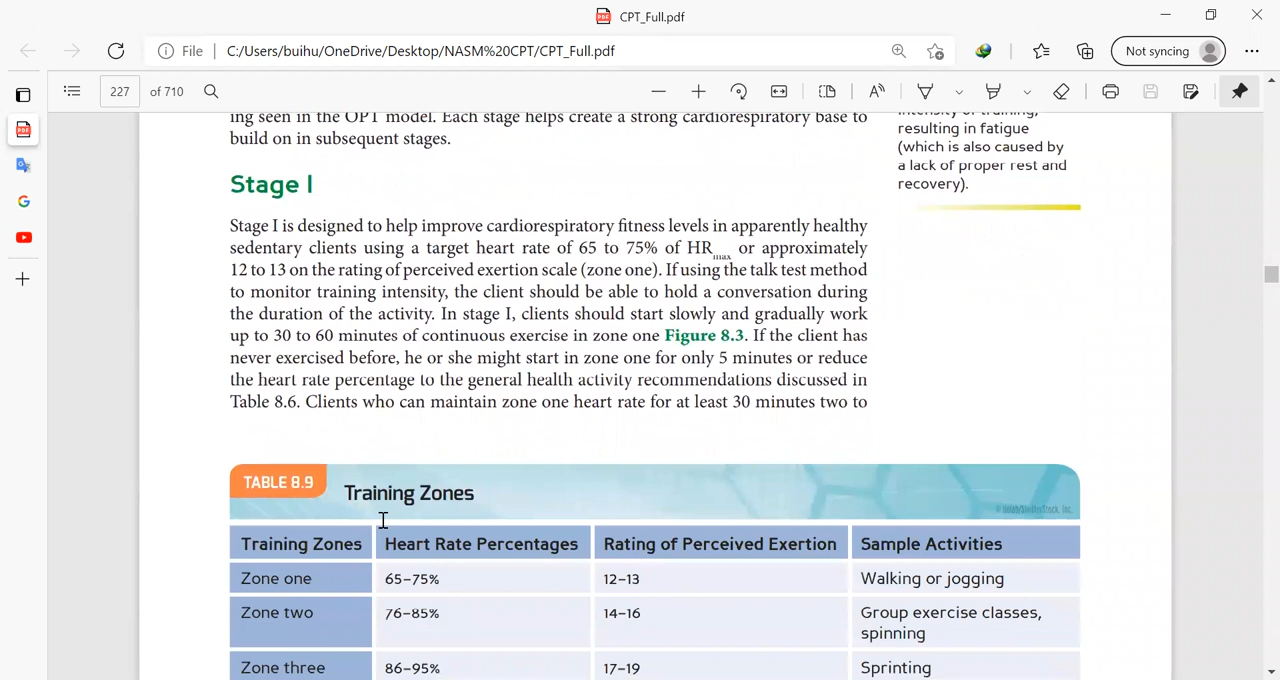 CPT_Full.pdf
File | C:/Users/buihu/OneDrive/Desktop/NASM%20CPT/CPT_Full.pdf
Not syncing
227 of 710
ing seen in the OPT model. Each stage helps create a strong cardiorespiratory base to
build on in subsequent stages.
intensity of training,
resulting in fatigue
(which is also caused by
a lack of proper rest and
recovery).
Stage I
Stage I is designed to help improve cardiorespiratory fitness levels in apparently healthy
sedentary clients using a target heart rate of 65 to 75% of HRmax or approximately
12 to 13 on the rating of perceived exertion scale (zone one). If using the talk test method
to monitor training intensity, the client should be able to hold a conversation during
the duration of the activity. In stage I, clients should start slowly and gradually work
up to 30 to 60 minutes of continuous exercise in zone one Figure 8.3. If the client has
never exercised before, he or she might start in zone one for only 5 minutes or reduce
the heart rate percentage to the general health activity recommendations discussed in
Table 8.6. Clients who can maintain zone one heart rate for at least 30 minutes two to
TABLE 8.9
Training Zones
Training Zones Heart Rate Percentages Rating of Perceived Exertion Sample Activities
Zone one 65–75% 12–13 Walking or jogging
Zone two 76–85% 14–16 Group exercise classes,
spinning
Zone three 86–95% 17–19 Sprinting